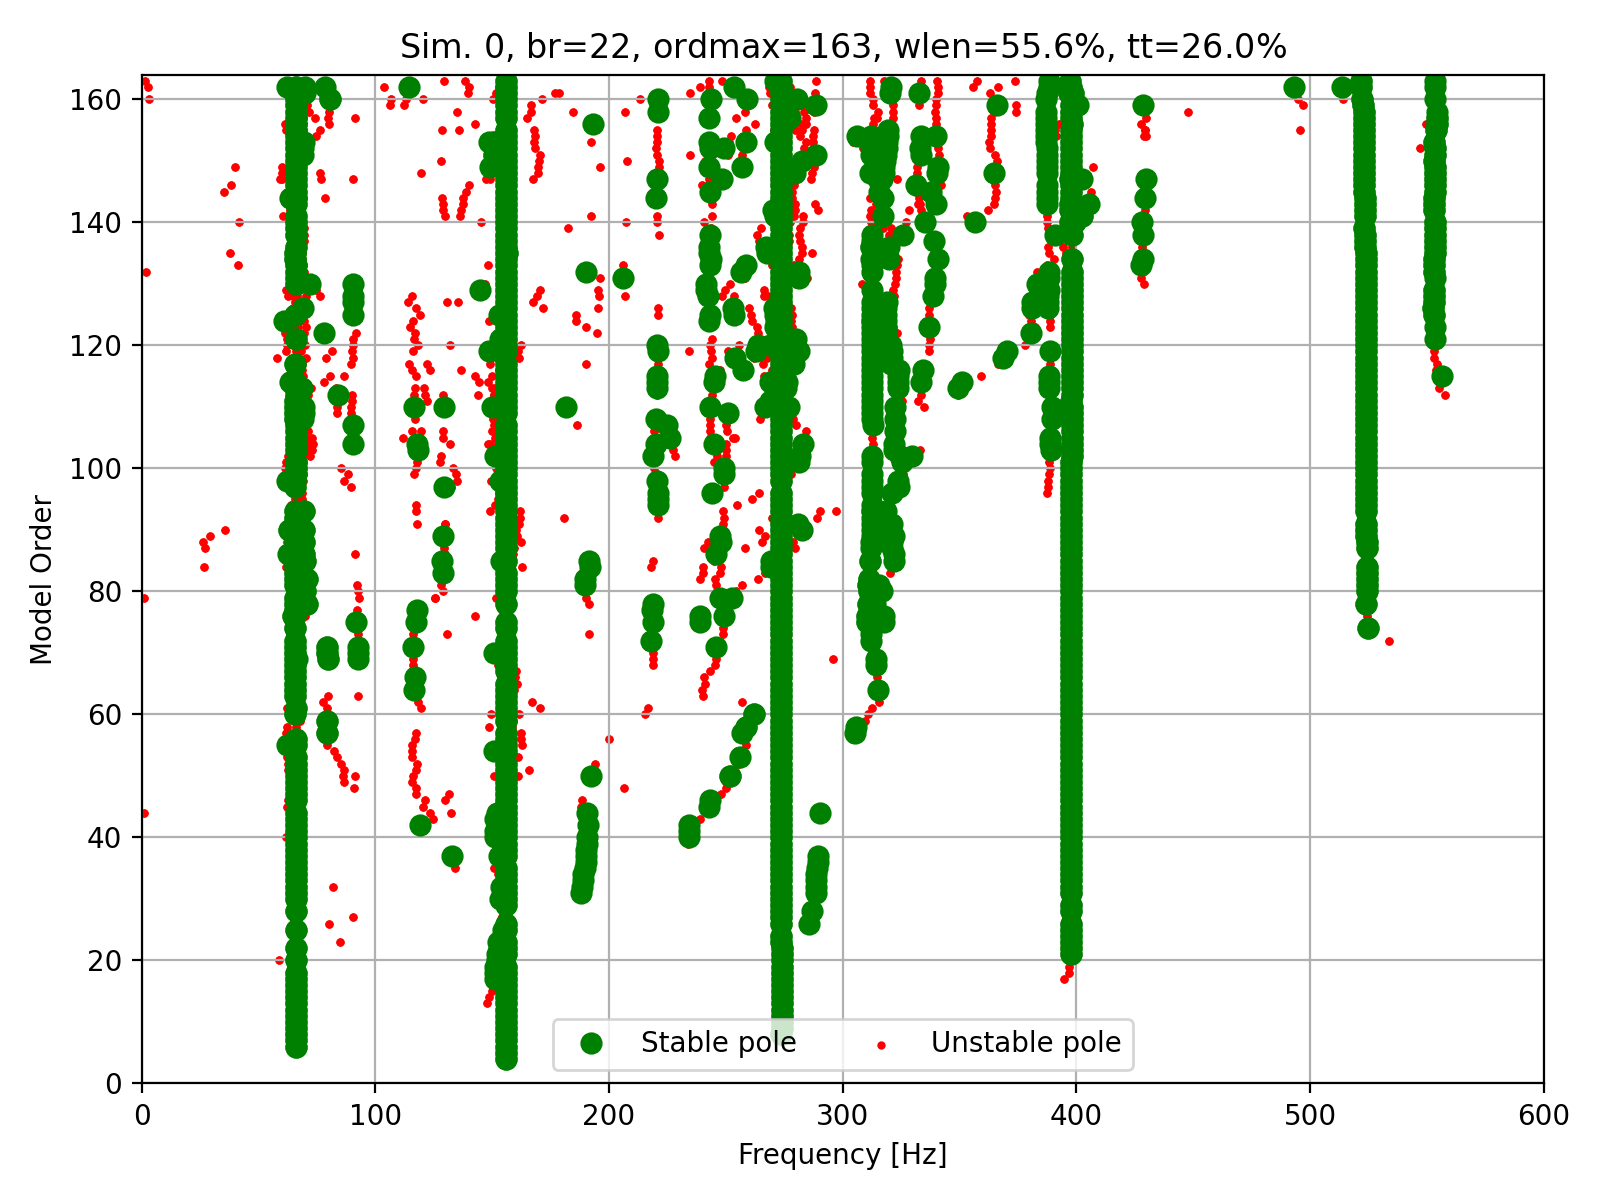 Sim. 0, br=22, ordmax=163, wlen=55.6%, tt=26.0%
160
140
120
100
80
60
40
20
0
Model Order
Stable pole
Unstable pole
0 100 200 300 400 500 600
Frequency [Hz]